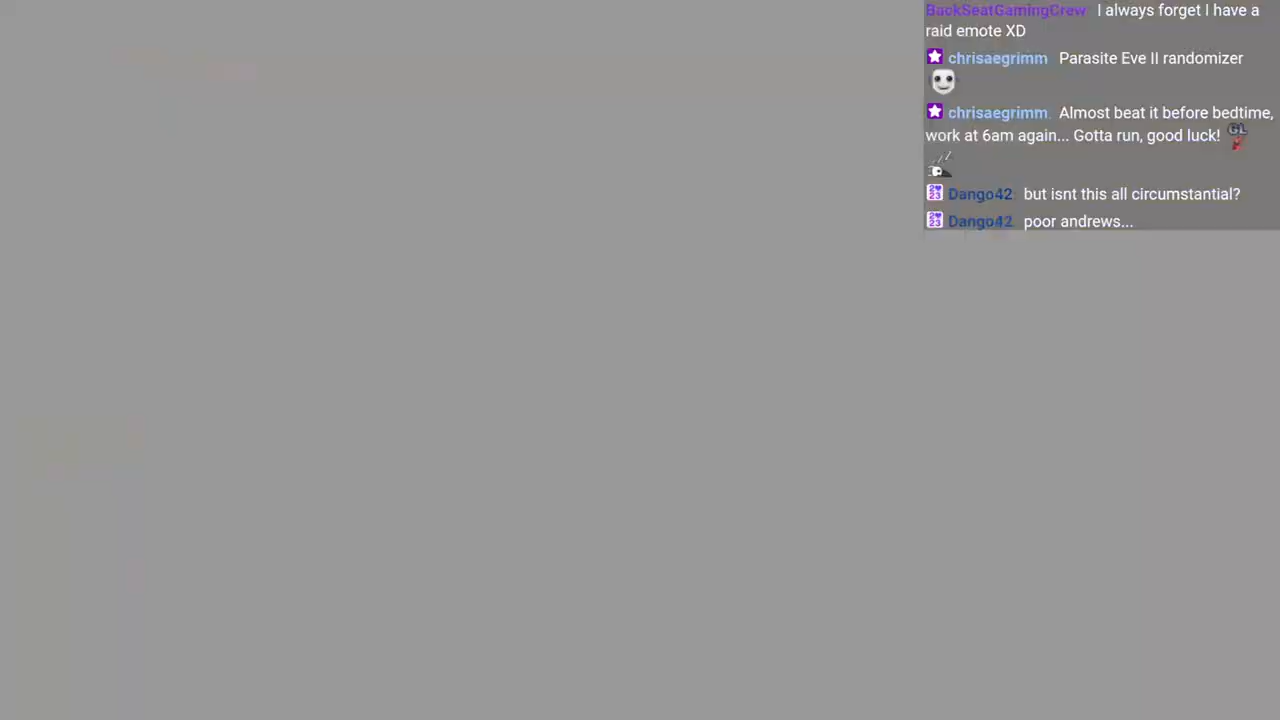 BackSeatGamingCrew I always forget I have a
raid emote XD
chrisaegrimm Parasite Eve II randomizer
chrisaegrimm Almost beat it before bedtime,
work at 6am again... Gotta run, good luck! GL
Dango42 but isnt this all circumstantial?
Dango42 poor andrews...